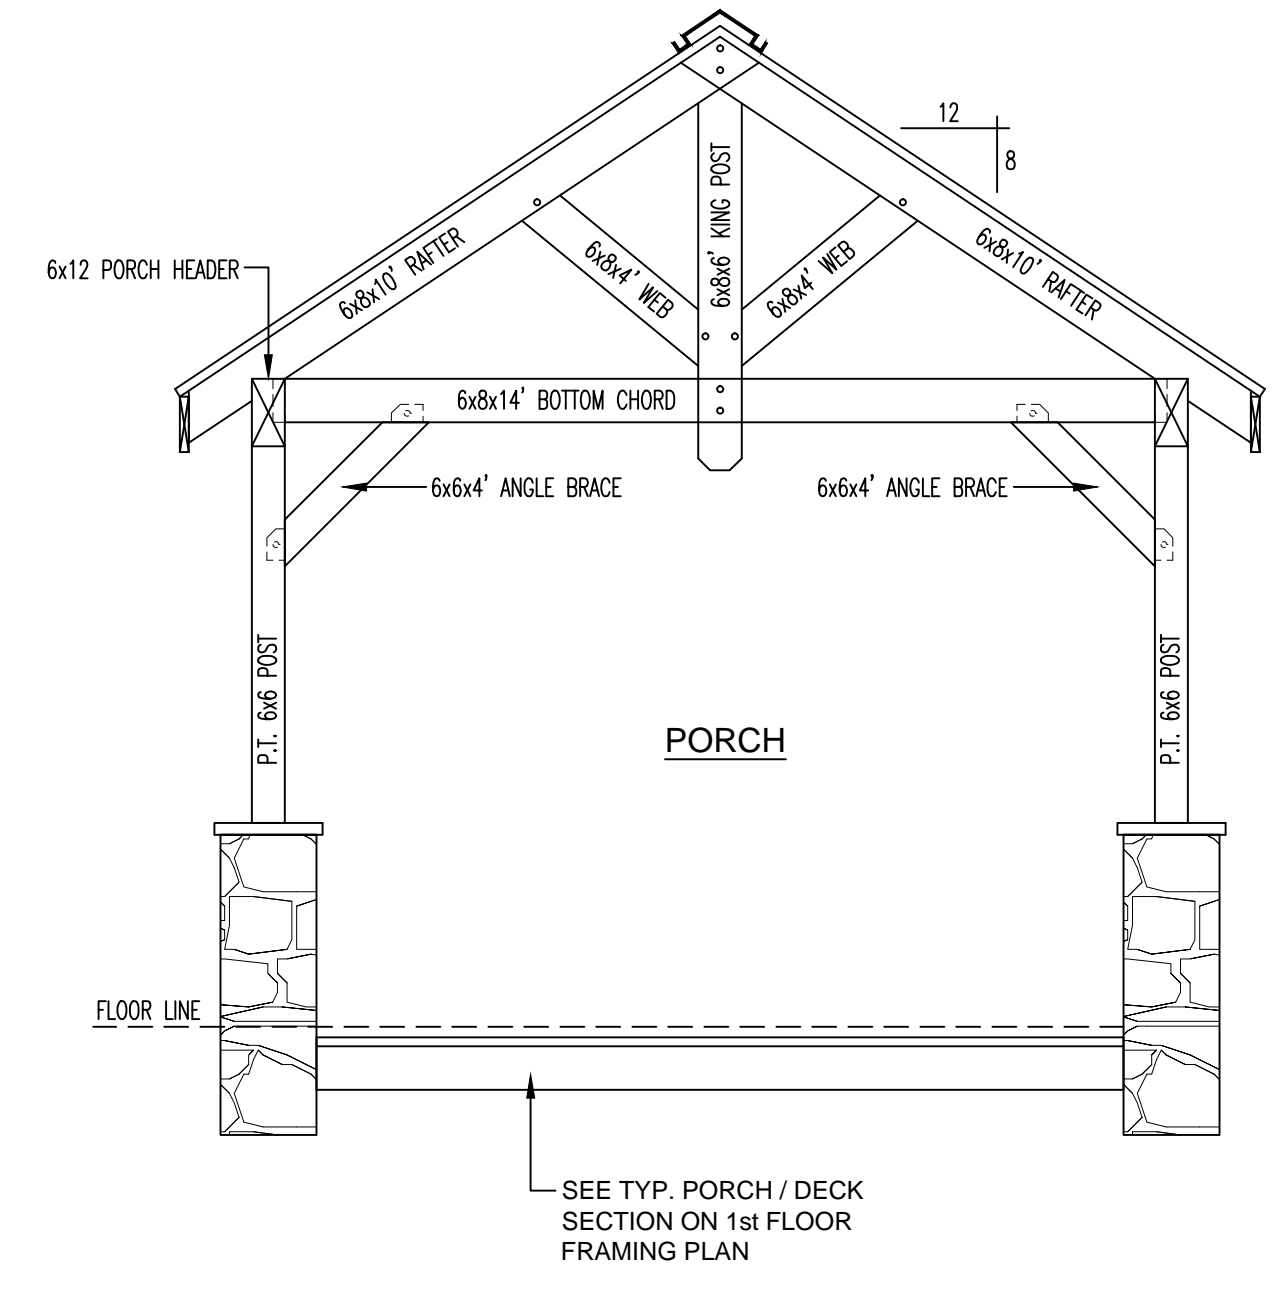 12
8
6x12 PORCH HEADER
6x8x10' RAFTER
6x8x4' WEB
6x8x6' KING POST
6x8x4' WEB
6x8x10' RAFTER
6x8x14' BOTTOM CHORD
6x6x4' ANGLE BRACE
6x6x4' ANGLE BRACE
P.T. 6x6 POST
PORCH
P.T. 6x6 POST
FLOOR LINE
SEE TYP. PORCH / DECK
SECTION ON 1st FLOOR
FRAMING PLAN